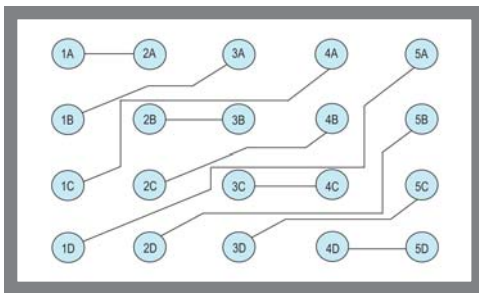 1A 2A 3A 4A 5A
1B 2B 3B 4B 5B
1C 2C 3C 4C 5C
1D 2D 3D 4D 5D